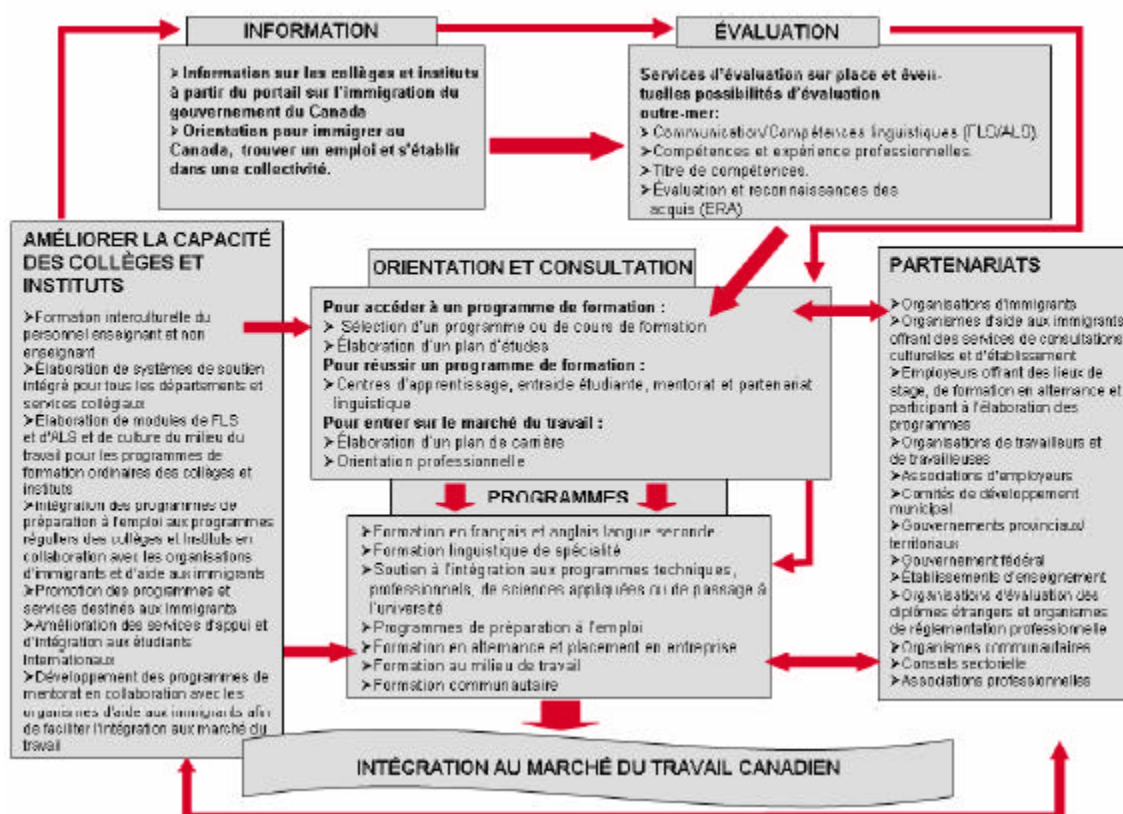 INFORMATION
➤ Information sur les collèges et instituts
à partir du portail sur l'immigration du
gouvernement du Canada
➤ Orientation pour immigrer au
Canada, trouver un emploi et s'établir
dans une collectivité.
ÉVALUATION
Services d'évaluation sur place et éven-
tuelles possibilités d'évaluation
outre-mer:
➤ Communication/Compétences linguistiques (FLS/ALS).
➤ Compétences et expérience professionnelles.
➤ Titre de compétences.
➤ Évaluation et reconnaissances des
acquis (ERA)
AMÉLIORER LA CAPACITÉ
DES COLLÈGES ET
INSTITUTS
➤ Formation interculturelle du
personnel enseignant et non
enseignant
➤ Élaboration de systèmes de soutien
intégré pour tous les départements et
services collégiaux
➤ Elaboration de modules de FLS
et d'ALS et de culture du milieu du
travail pour les programmes de
formation ordinaires des collèges et
instituts
➤ Intégration des programmes de
préparation à l'emploi aux programmes
réguliers des collèges et Instituts en
collaboration avec les organisations
d'immigrants et d'aide aux immigrants
➤ Promotion des programmes et
services destinés aux immigrants
➤ Amélioration des services d'appui et
d'intégration aux étudiants
Internationaux
➤ Développement des programmes de
mentorat en collaboration avec les
organismes d'aide aux immigrants afin
de faciliter l'intégration aux marché du
travail
ORIENTATION ET CONSULTATION
Pour accéder à un programme de formation :
➤ Sélection d'un programme ou de cours de formation
➤ Élaboration d'un plan d'études
Pour réussir un programme de formation :
➤ Centres d'apprentissage, entraide étudiante, mentorat et partenariat
linguistique
Pour entrer sur le marché du travail :
➤ Élaboration d'un plan de carrière
➤ Orientation professionnelle
PROGRAMMES
➤ Formation en français et anglais langue seconde
➤ Formation linguistique de spécialité
➤ Soutien à l'intégration aux programmes techniques,
professionnels, de sciences appliquées ou de passage à
l'université
➤ Programmes de préparation à l'emploi
➤ Formation en alternance et placement en entreprise
➤ Formation au milieu de travail
➤ Formation communautaire
PARTENARIATS
➤ Organisations d'immigrants
➤ Organismes d'aide aux immigrants
offrant des services de consultations
culturelles et d'établissement
➤ Employeurs offrant des lieux de
stage, de formation en alternance et
participant à l'élaboration des
programmes
➤ Organisations de travailleurs et
de travailleuses
➤ Associations d'employeurs
➤ Comités de développement
municipal
➤ Gouvernements provinciaux/
territoriaux
➤ Gouvernement fédéral
➤ Établissements d'enseignement
➤ Organisations d'évaluation des
diplômes étrangers et organismes
de réglementation professionnelle
➤ Organismes communautaires
➤ Conseils sectorielle
➤ Associations professionnelles
INTÉGRATION AU MARCHÉ DU TRAVAIL CANADIEN